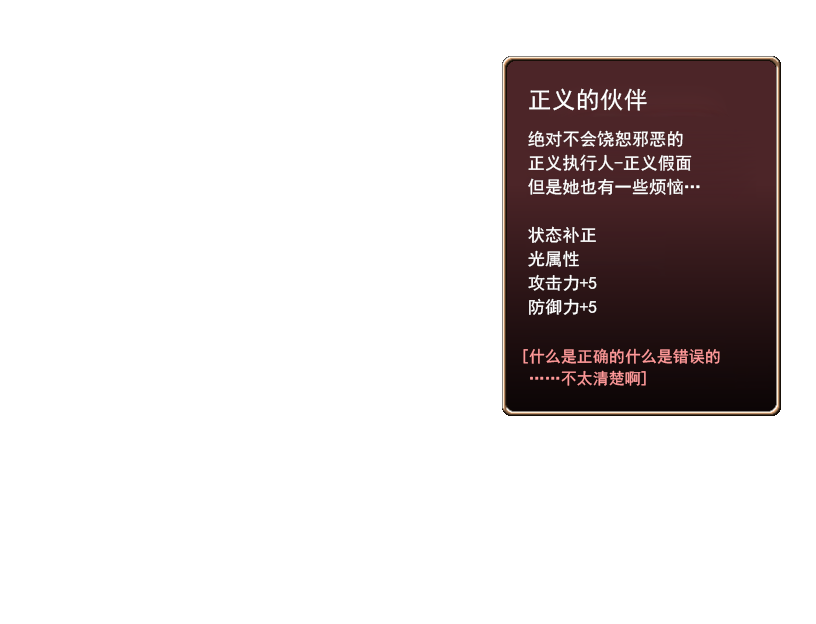 正义的伙伴
绝对不会饶恕邪恶的
正义执行人-正义假面
但是她也有一些烦恼…
状态补正
光属性
攻击力+5
防御力+5
[什么是正确的什么是错误的
……不太清楚啊]